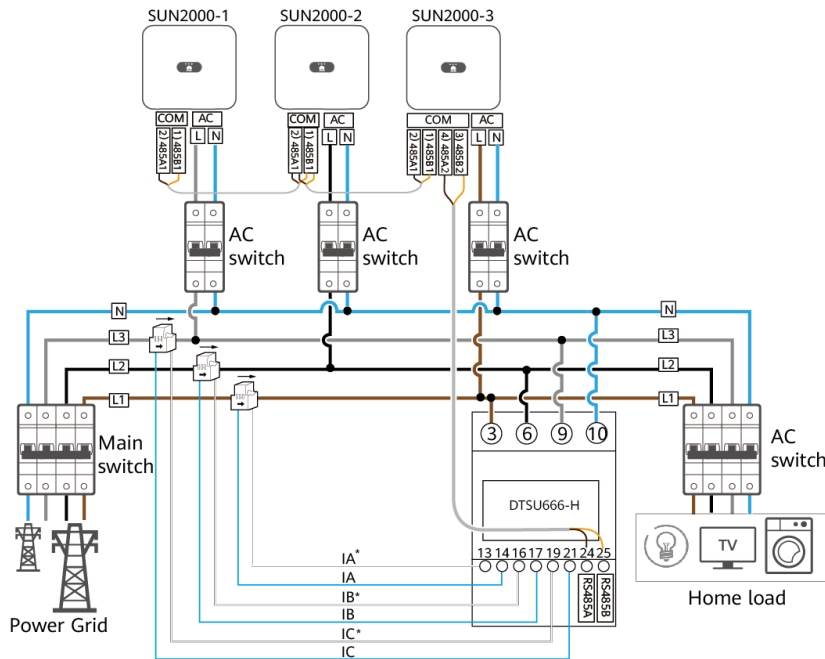 SUN2000-1
SUN2000-2
SUN2000-3
COM
AC
COM
AC
COM
AC
2) 485A1
1) 485B1
L
N
2) 485A1
1) 485B1
L
N
2) 485A1
1) 485B1
4) 485A2
3) 485B2
L
N
AC
switch
AC
switch
AC
switch
N
N
L3
L3
L2
L2
L1
L1
Main
switch
3
6
9
10
AC
switch
DTSU666-H
TV
13 14 16 17 19 21 24 25
RS485A
RS485B
IA*
IA
IB*
IB
IC*
IC
Power Grid
Home load